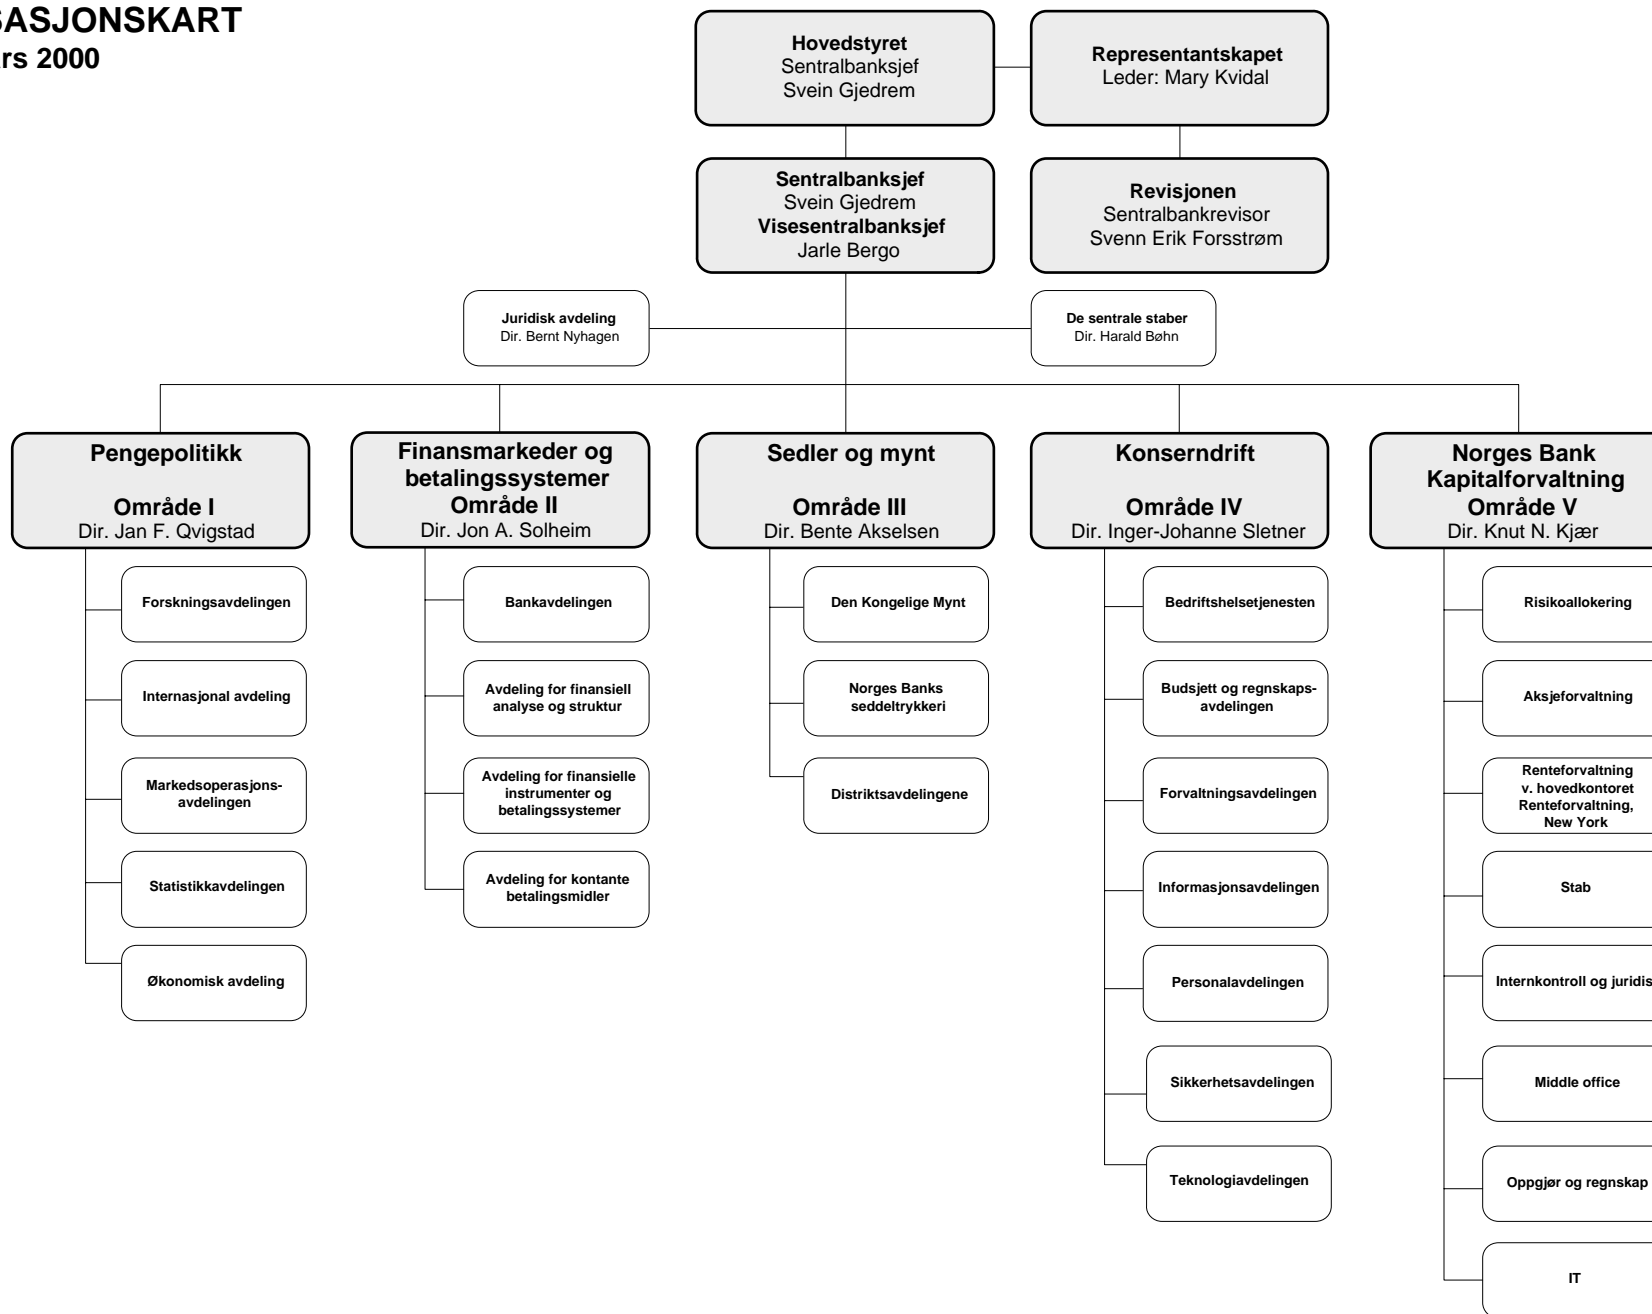 SASJONSKART
rs 2000
Hovedstyret
Sentralbanksjef
Svein Gjedrem
Representantskapet
Leder: Mary Kvidal
Sentralbanksjef
Svein Gjedrem
Visesentralbanksjef
Jarle Bergo
Revisjonen
Sentralbankrevisor
Svenn Erik Forsstrøm
Juridisk avdeling
Dir. Bernt Nyhagen
De sentrale staber
Dir. Harald Bøhn
Pengepolitikk
Område I
Dir. Jan F. Qvigstad
Forskningsavdelingen
Internasjonal avdeling
Markedsoperasjons-
avdelingen
Statistikkavdelingen
Økonomisk avdeling
Finansmarkeder og
betalingssystemer
Område II
Dir. Jon A. Solheim
Bankavdelingen
Avdeling for finansiell
analyse og struktur
Avdeling for finansielle
instrumenter og
betalingssystemer
Avdeling for kontante
betalingsmidler
Sedler og mynt
Område III
Dir. Bente Akselsen
Den Kongelige Mynt
Norges Banks
seddeltrykkeri
Distriktsavdelingene
Konserndrift
Område IV
Dir. Inger-Johanne Sletner
Bedriftshelsetjenesten
Budsjett og regnskaps-
avdelingen
Forvaltningsavdelingen
Informasjonsavdelingen
Personalavdelingen
Sikkerhetsavdelingen
Teknologiavdelingen
Norges Bank
Kapitalforvaltning
Område V
Dir. Knut N. Kjær
Risikoallokering
Aksjeforvaltning
Renteforvaltning
v. hovedkontoret
Renteforvaltning,
New York
Stab
Internkontroll og juridis
Middle office
Oppgjør og regnskap
IT